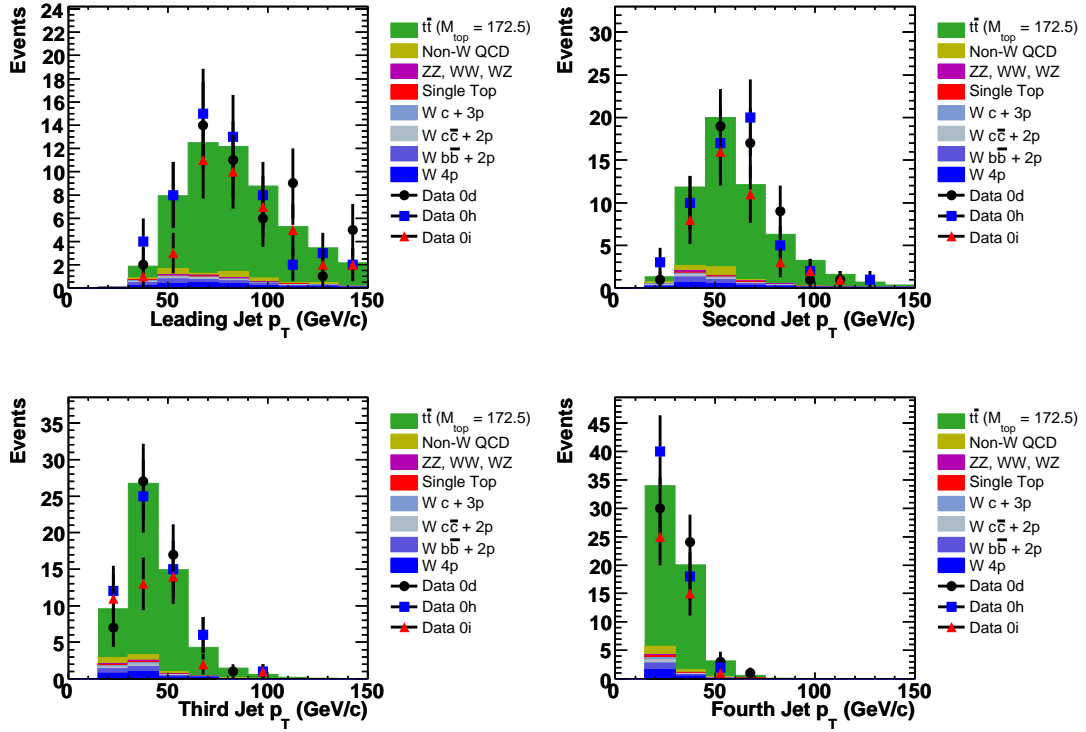 Events
24
22
20
18
16
14
12
10
8
6
4
2
0
0 50 100 150
Leading Jet p_T (GeV/c)
tt̄ (M_top = 172.5)
Non-W QCD
ZZ, WW, WZ
Single Top
W c + 3p
W cc̄ + 2p
W bb̄ + 2p
W 4p
Data 0d
Data 0h
Data 0i
Events
30
25
20
15
10
5
0
0 50 100 150
Second Jet p_T (GeV/c)
tt̄ (M_top = 172.5)
Non-W QCD
ZZ, WW, WZ
Single Top
W c + 3p
W cc̄ + 2p
W bb̄ + 2p
W 4p
Data 0d
Data 0h
Data 0i
Events
35
30
25
20
15
10
5
0
0 50 100 150
Third Jet p_T (GeV/c)
tt̄ (M_top = 172.5)
Non-W QCD
ZZ, WW, WZ
Single Top
W c + 3p
W cc̄ + 2p
W bb̄ + 2p
W 4p
Data 0d
Data 0h
Data 0i
Events
45
40
35
30
25
20
15
10
5
0
0 50 100 150
Fourth Jet p_T (GeV/c)
tt̄ (M_top = 172.5)
Non-W QCD
ZZ, WW, WZ
Single Top
W c + 3p
W cc̄ + 2p
W bb̄ + 2p
W 4p
Data 0d
Data 0h
Data 0i